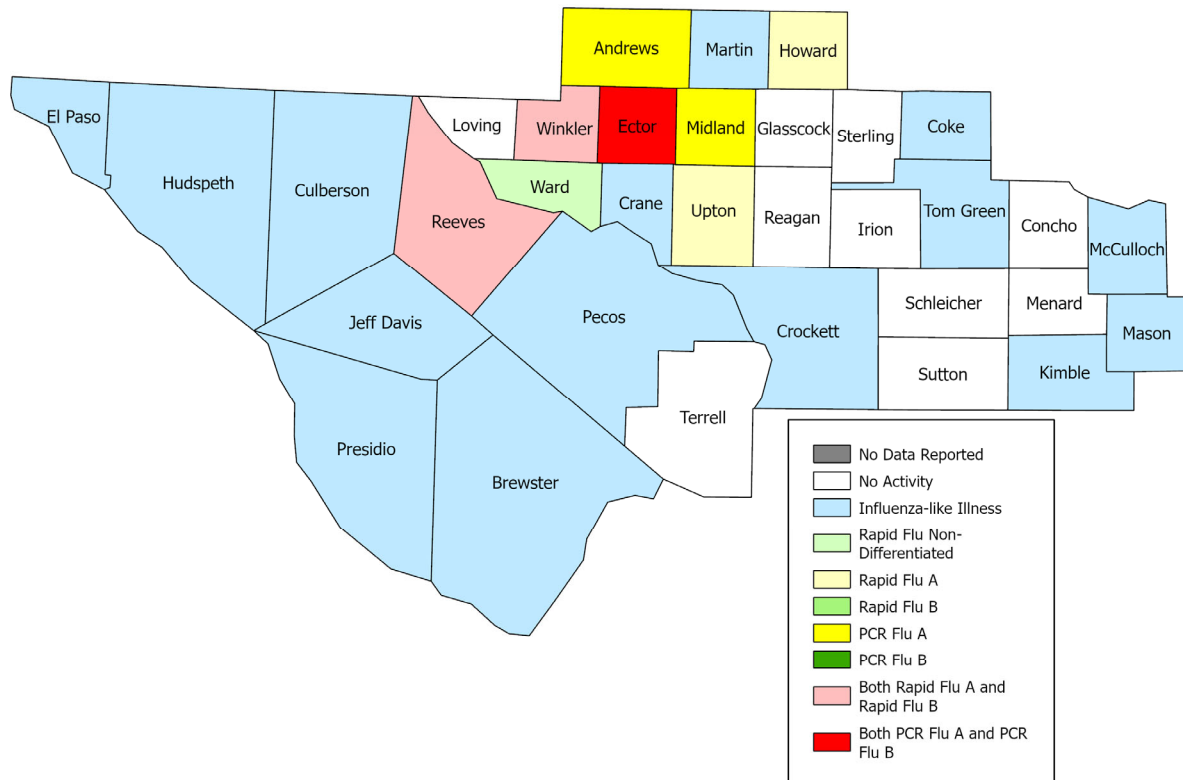 Andrews
Martin
Howard
El Paso
Hudspeth
Culberson
Loving
Winkler
Ector
Midland
Glasscock
Sterling
Coke
Reeves
Ward
Crane
Upton
Reagan
Irion
Tom Green
Concho
McCulloch
Jeff Davis
Pecos
Crockett
Schleicher
Menard
Mason
Sutton
Kimble
Terrell
Presidio
Brewster
No Data Reported
No Activity
Influenza-like Illness
Rapid Flu Non-
Differentiated
Rapid Flu A
Rapid Flu B
PCR Flu A
PCR Flu B
Both Rapid Flu A and
Rapid Flu B
Both PCR Flu A and PCR
Flu B